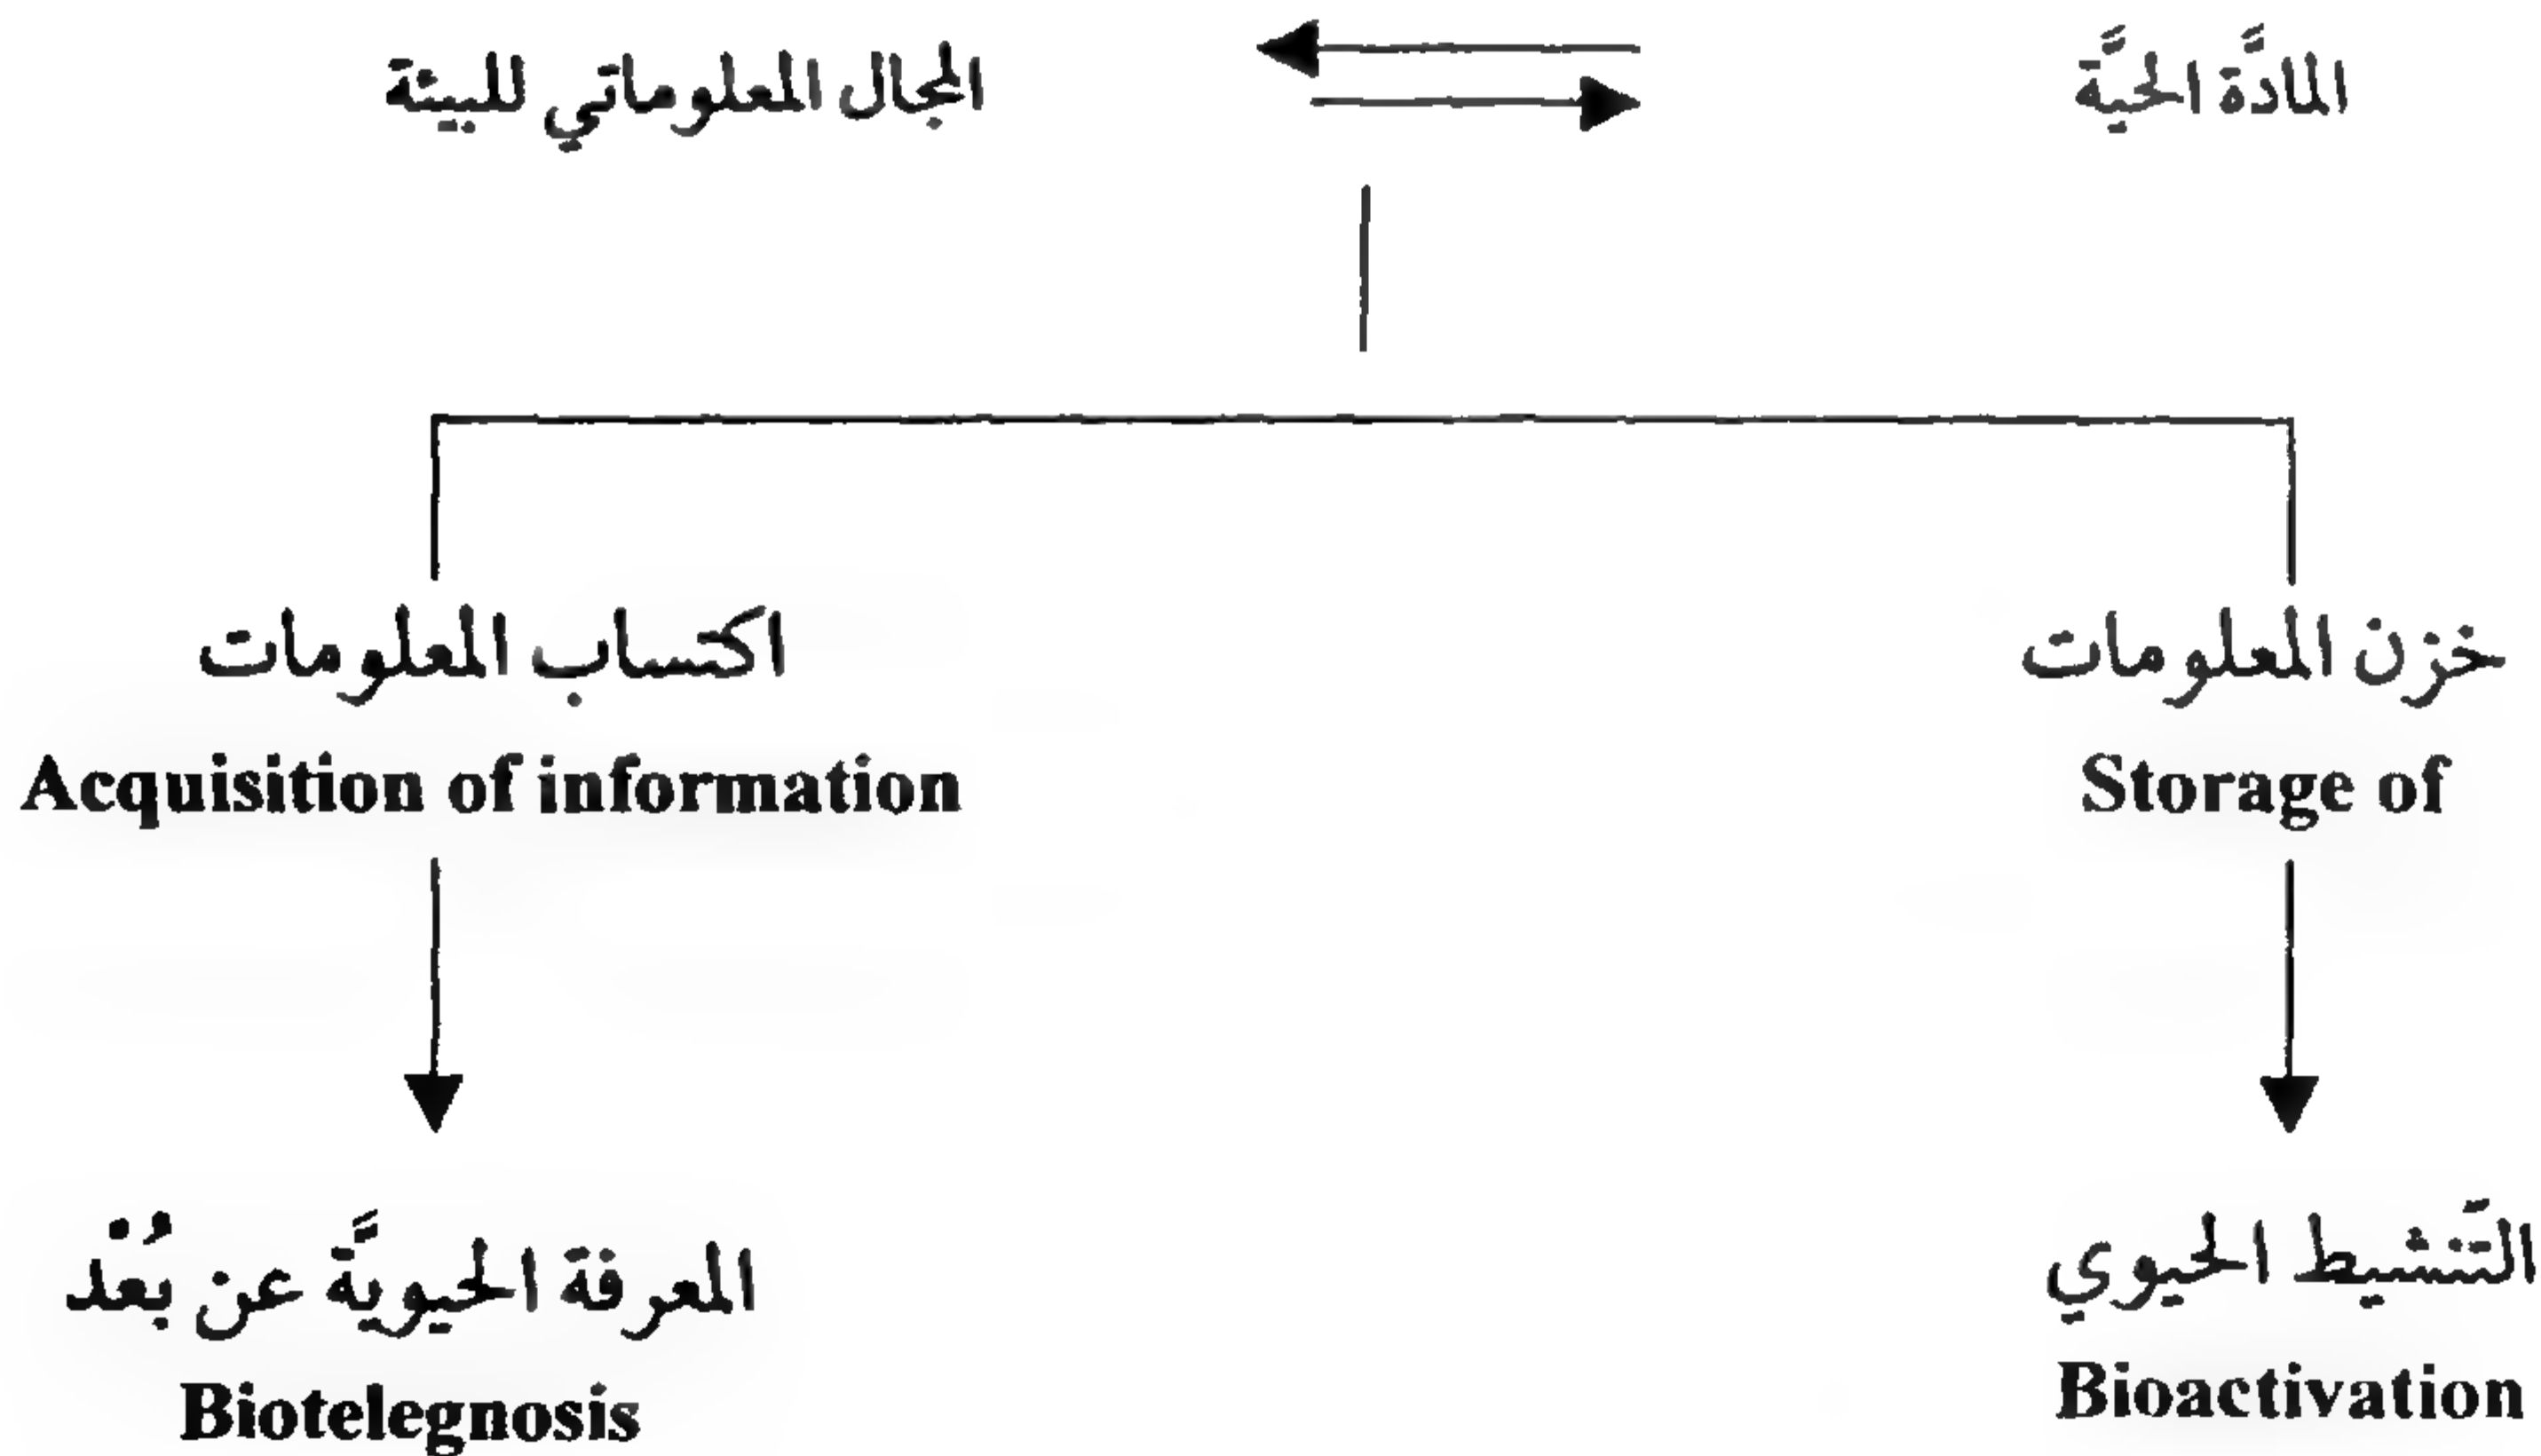 المادَّة الحيَّة
المجال المعلوماتي للبيئة
خزن المعلومات
Storage of
اكتساب المعلومات
Acquisition of information
التّنشيط الحيوي
Bioactivation
المعرفة الحيويَّة عن بُعْد
Biotelegnosis